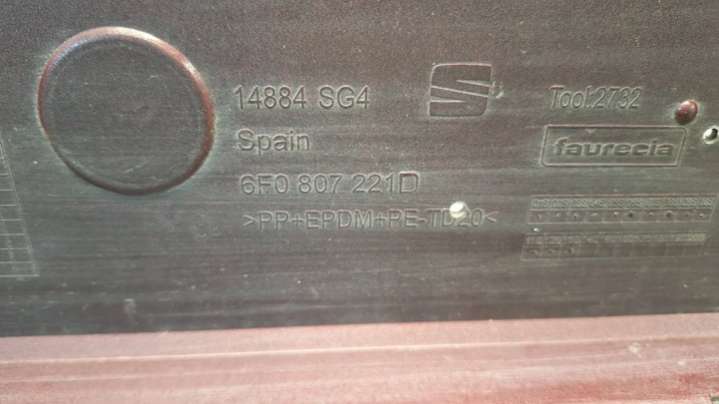 14884 SG4
Spain
6F0 807 221D
>PP+EPDM+PE-TD20<
Tool:2732
faurecia